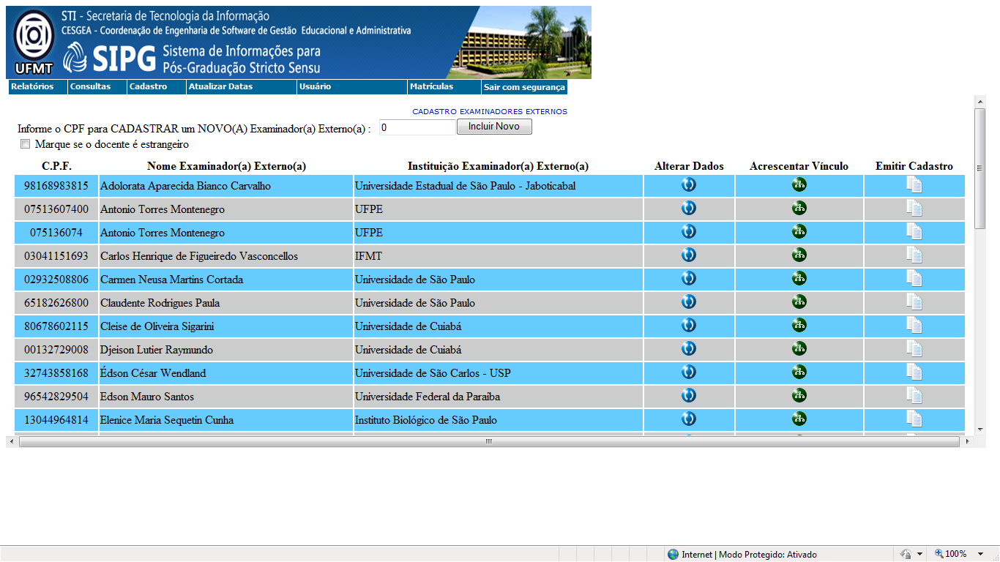 STI - Secretaria de Tecnologia da Informação
CESGEA - Coordenação de Engenharia de Software de Gestão Educacional e Administrativa
UFMT
SIPG Sistema de Informações para
Pós-Graduação Stricto Sensu
Relatórios Consultas Cadastro Atualizar Datas Usuário Matrículas Sair com segurança
CADASTRO EXAMINADORES EXTERNOS
Informe o CPF para CADASTRAR um NOVO(A) Examinador(a) Externo(a) : 0 Incluir Novo
Marque se o docente é estrangeiro
C.P.F. Nome Examinador(a) Externo(a) Instituição Examinador(a) Externo(a) Alterar Dados Acrescentar Vínculo Emitir Cadastro
98168983815 Adolorata Aparecida Bianco Carvalho Universidade Estadual de São Paulo - Jaboticabal
07513607400 Antonio Torres Montenegro UFPE
075136074 Antonio Torres Montenegro UFPE
03041151693 Carlos Henrique de Figueiredo Vasconcellos IFMT
02932508806 Carmen Neusa Martins Cortada Universidade de São Paulo
65182626800 Claudente Rodrigues Paula Universidade de São Paulo
80678602115 Cleise de Oliveira Sigarini Universidade de Cuiabá
00132729008 Djeison Lutier Raymundo Universidade de Cuiabá
32743858168 Édson César Wendland Universidade de São Carlos - USP
96542829504 Edson Mauro Santos Universidade Federal da Paraiba
13044964814 Elenice Maria Sequetin Cunha Instituto Biológico de São Paulo
Internet | Modo Protegido: Ativado 100%